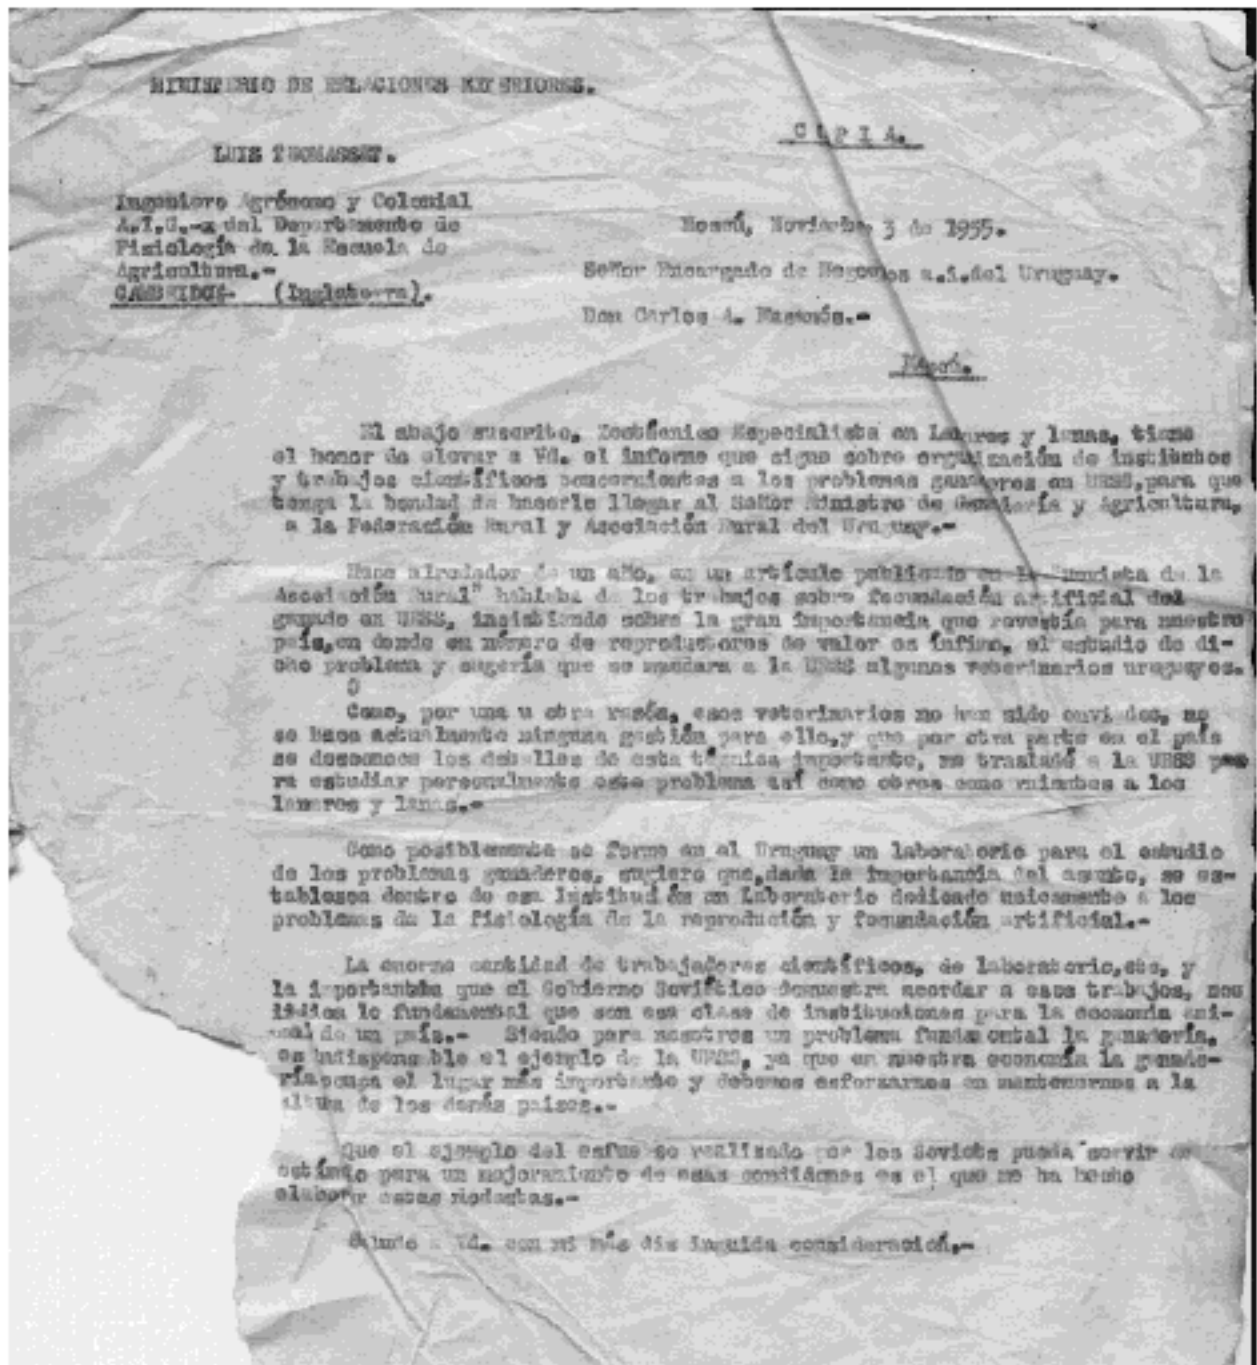 MINISTERIO DE RELACIONES EXTERIORES.
C O P I A.
LUIS THOMASSET.
Ingeniero Agrónomo y Colonial
A.I.C.-x del Departamento de
Fisiología de la Escuela de
Agricultura.-
CAMBRIDGE- (Inglaterra).
Moscú, Noviembre 3 de 1955.
Señor Encargado de Negocios a.i.del Uruguay.
Don Carlos A. Masanés.-
Moscú.
El abajo suscrito, Zootécnico Especialista en Lanares y lanas, tiene
el honor de elevar a Vd. el informe que sigue sobre organización de institutos
y trabajos científicos concernientes a los problemas ganaderos en URSS,para que
tenga la bondad de hacerle llegar al Señor Ministro de Ganadería y Agricultura,
a la Federación Rural y Asociación Rural del Uruguay.-
Hace alrededor de un año, en un artículo publicado en la "Revista de la
Asociación Rural" hablaba de los trabajos sobre fecundación artificial del
ganado en URSS, insistiendo sobre la gran importancia que revestía para nuestro
país,en donde en número de reproductores de valor es ínfimo, el estudio de di-
cho problema y sugería que se mandara a la URSS algunos veterinarios uruguayos.
Como, por una u otra razón, esos veterinarios no han sido enviados, no
se hace actualmente ninguna gestión para ello,y que por otra parte en el país
se desconoce los detalles de esta técnica importante, me trasladé a la URSS pa-
ra estudiar personalmente este problema así como otros
lanares y lanas.-
Como posiblemente se forme en el Uruguay un laboratorio para el estudio
de los problemas ganaderos, sugiero que,dada la importancia del asunto, se es-
tablezca dentro de esa Institución un Laboratorio dedicado unicamente a los
problemas de la fisiología de la reproducción y fecundación artificial.-
La enorme cantidad de trabajadores científicos, de laboratorio,etc, y
la que el Gobierno Soviético demuestra acordar a esos trabajos, nos
indica lo fundamental que son esa clase de instituciones para la economía
de un país.- Siendo para nosotros un problema fundamental la ganadería,
es indispensable el ejemplo de la URSS, ya que en nuestra economía la ganade-
ría ocupa el lugar más importante y debemos esforzarnos en mantenernos a la
altura de los demás países.-
Que el ejemplo del esfuerzo realizado por los Soviets pueda servir de
estímulo para un mejoramiento de esas condiciones es el que me ha hecho
elaborar estas
Saludo a Vd. con mi más distinguida consideración.-